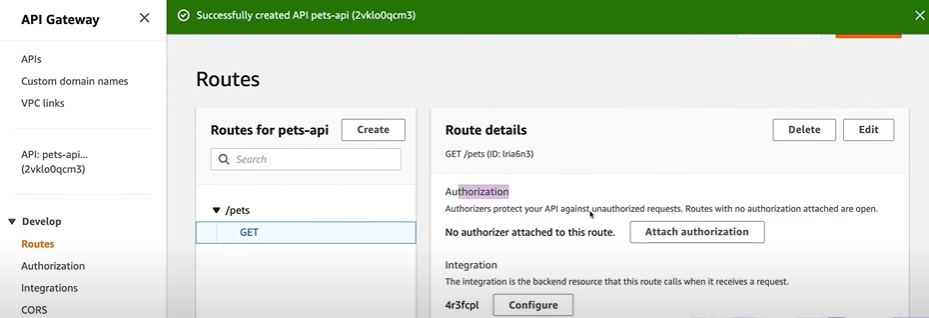 API Gateway
Successfully created API pets-api (2vklo0qcm3)
APIs
Custom domain names
VPC links
API: pets-api...
(2vklo0qcm3)
Develop
Routes
Authorization
Integrations
CORS
Routes
Routes for pets-api
Create
Search
/pets
GET
Route details
Delete
Edit
GET /pets (ID: lria6n3)
Authorization
Authorizers protect your API against unauthorized requests. Routes with no authorization attached are open.
No authorizer attached to this route.
Attach authorization
Integration
The integration is the backend resource that this route calls when it receives a request.
4r3fcpl
Configure